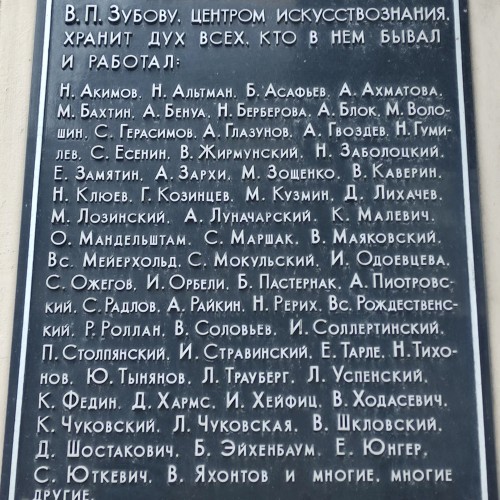 В.П. Зубову, центром искусствознания,
хранит дух всех, кто в нем бывал
и работал:
Н. Акимов, Н. Альтман, Б. Асафьев, А. Ахматова,
М. Бахтин, А. Бенуа, Н. Берберова, А. Блок, М. Воло-
шин, С. Герасимов, А. Глазунов, А. Гвоздев, Н. Гуми-
лев, С. Есенин, В. Жирмунский, Н. Заболоцкий,
Е. Замятин, А. Зархи, М. Зощенко, В. Каверин,
Н. Клюев, Г. Козинцев, М. Кузмин, Д. Лихачев,
М. Лозинский, А. Луначарский, К. Малевич,
О. Мандельштам, С. Маршак, В. Маяковский,
Вс. Мейерхольд, С. Мокульский, И. Одоевцева,
С. Ожегов, И. Орбели, Б. Пастернак, А. Пиотровс-
кий, С. Радлов, А. Райкин, Н. Рерих, Вс. Рождественс-
кий, Р. Роллан, В. Соловьев, И. Соллертинский,
П. Столпянский, И. Стравинский, Е. Тарле, Н. Тихо-
нов, Ю. Тынянов, Л. Трауберг, Л. Успенский,
К. Федин, Д. Хармс, И. Хейфиц, В. Ходасевич,
К. Чуковский, Л. Чуковская, В. Шкловский,
Д. Шостакович, Б. Эйхенбаум, Е. Юнгер,
С. Юткевич, В. Яхонтов и многие, многие
другие.